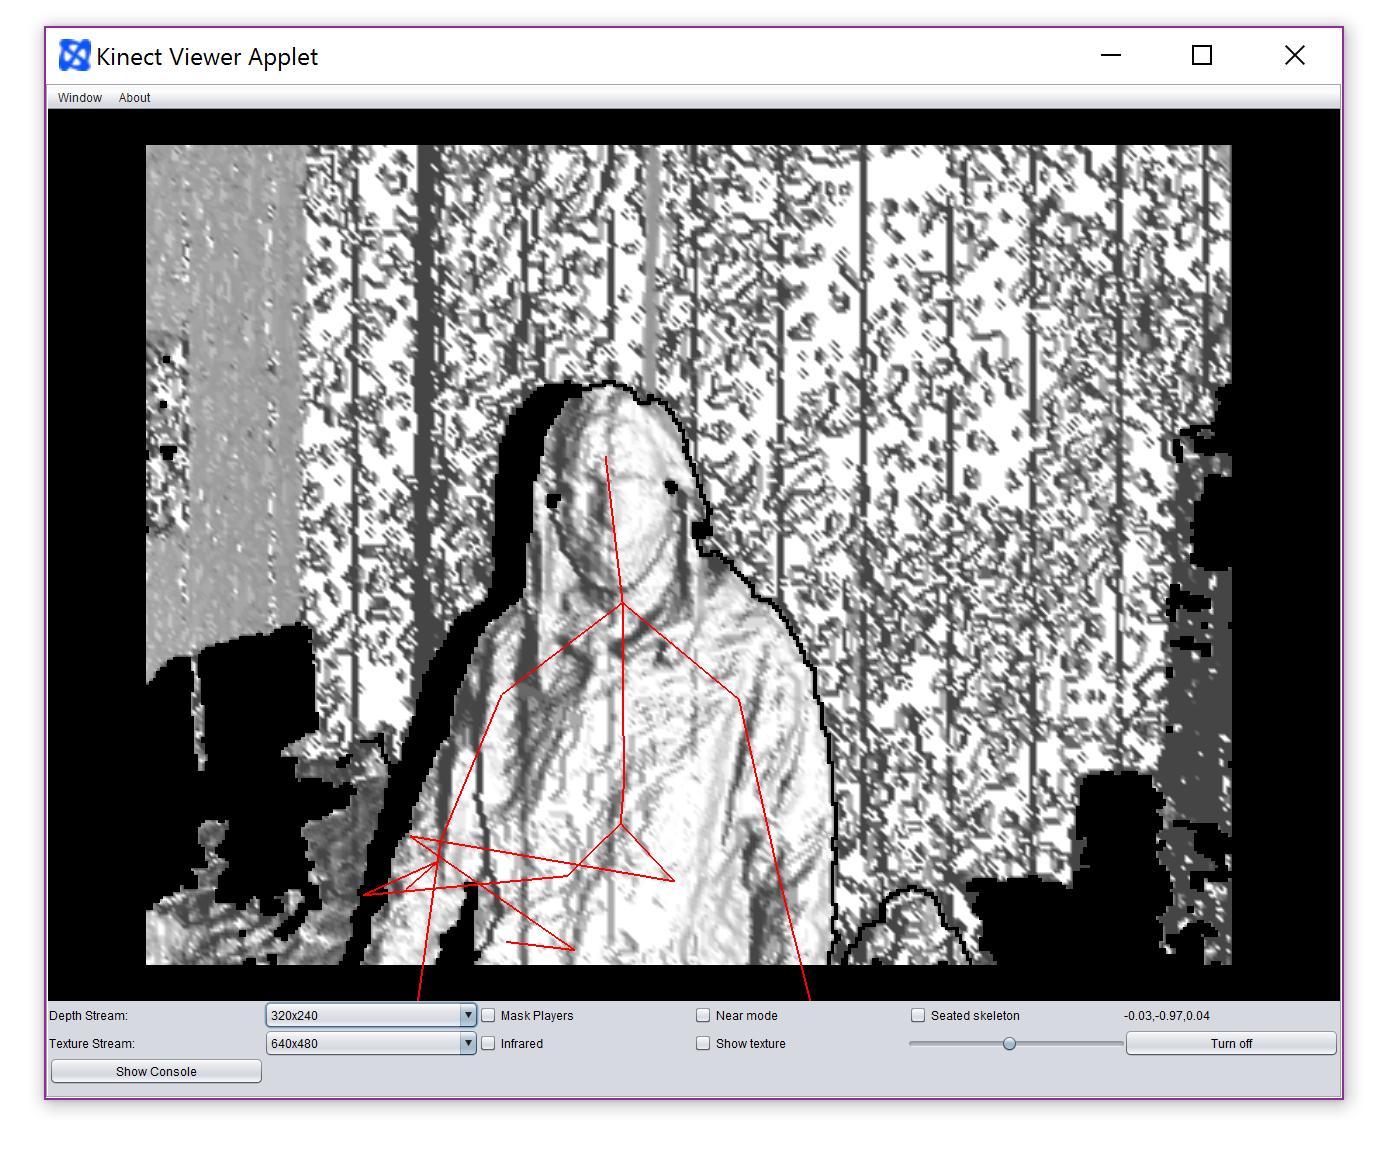 Kinect Viewer Applet
Window About
Depth Stream: 320x240 Mask Players Near mode Seated skeleton -0.03,-0.97,0.04
Texture Stream: 640x480 Infrared Show texture Turn off
Show Console